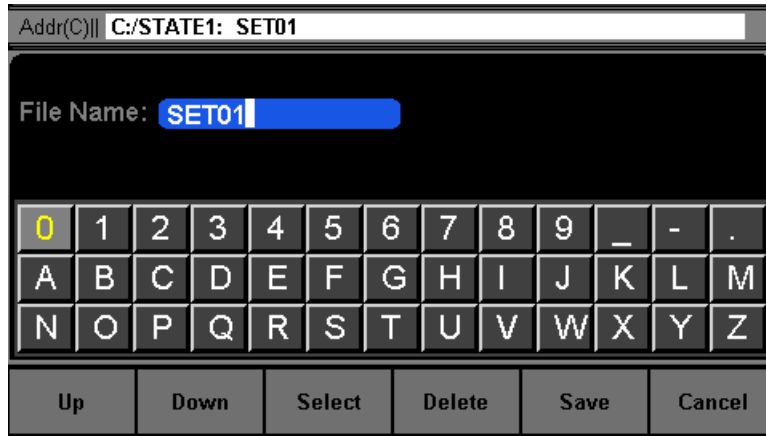 Addr(C)|| C:/STATE1: SET01
File Name: SET01
0 1 2 3 4 5 6 7 8 9 _ - .
A B C D E F G H I J K L M
N O P Q R S T U V W X Y Z
Up Down Select Delete Save Cancel